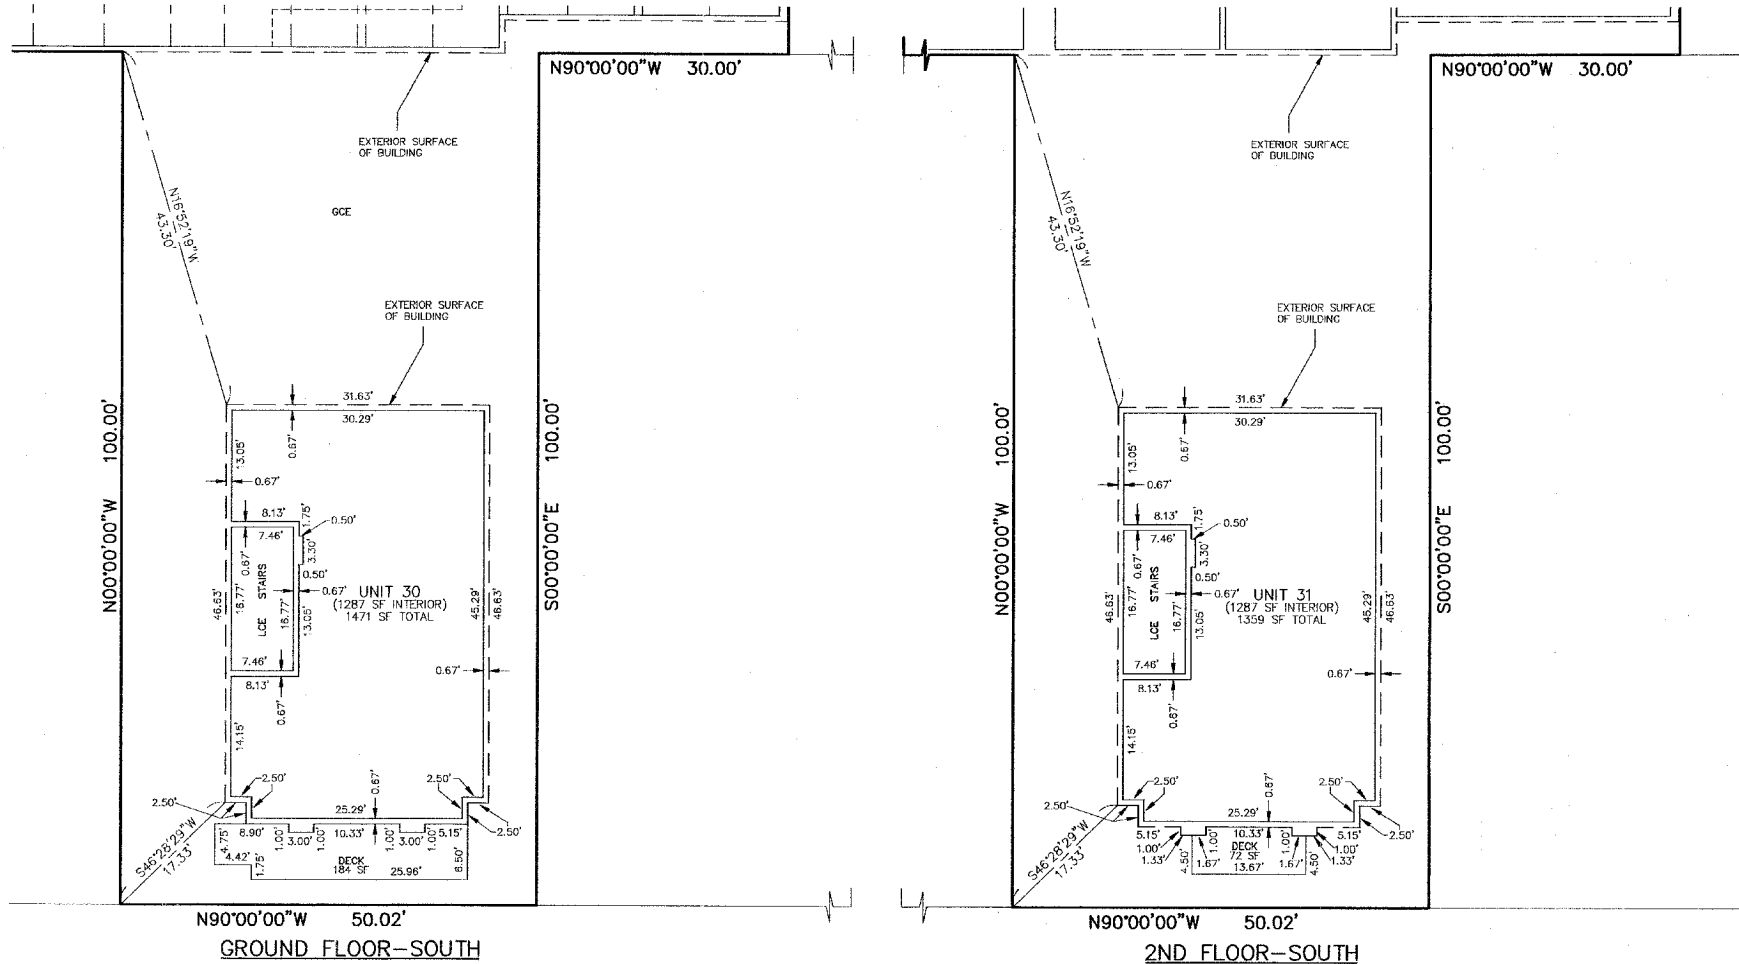 N90°00'00"W 30.00'
EXTERIOR SURFACE
OF BUILDING
N16°52'19"W
43.30'
GCE
EXTERIOR SURFACE
OF BUILDING
N00°00'00"W 100.00'
S00°00'00"E 100.00'
31.63'
30.29'
0.67'
13.05'
0.67'
8.13'
1.75'
0.50'
7.46'
3.30'
0.67'
0.50'
LCE STAIRS
16.77'
16.77'
0.67'
UNIT 30
(1287 SF INTERIOR)
1471 SF TOTAL
13.05'
46.63'
45.29'
46.63'
7.46'
0.67'
8.13'
0.67'
14.15'
2.50'
0.67'
2.50'
2.50'
25.29'
2.50'
4.75'
8.90'
1.00'
3.00'
1.00'
10.33'
1.00'
3.00'
1.00'
5.15'
4.42'
1.75'
DECK
184 SF
25.96'
6.50'
S46°28'29"W
17.33'
N90°00'00"W 50.02'
GROUND FLOOR-SOUTH
N90°00'00"W 30.00'
EXTERIOR SURFACE
OF BUILDING
N16°52'19"W
43.30'
EXTERIOR SURFACE
OF BUILDING
N00°00'00"W 100.00'
S00°00'00"E 100.00'
31.63'
30.29'
0.67'
13.05'
0.67'
8.13'
1.75'
0.50'
7.46'
3.30'
0.67'
0.50'
LCE STAIRS
16.77'
16.77'
0.67'
UNIT 31
(1287 SF INTERIOR)
1359 SF TOTAL
13.05'
46.63'
45.29'
46.63'
7.46'
0.67'
8.13'
0.67'
14.15'
2.50'
0.67'
2.50'
2.50'
25.29'
2.50'
5.15'
1.00'
10.33'
1.00'
5.15'
1.00'
1.33'
4.50'
1.67'
DECK
72 SF
13.67'
1.67'
4.50'
1.00'
1.33'
S46°28'29"W
17.33'
N90°00'00"W 50.02'
2ND FLOOR-SOUTH